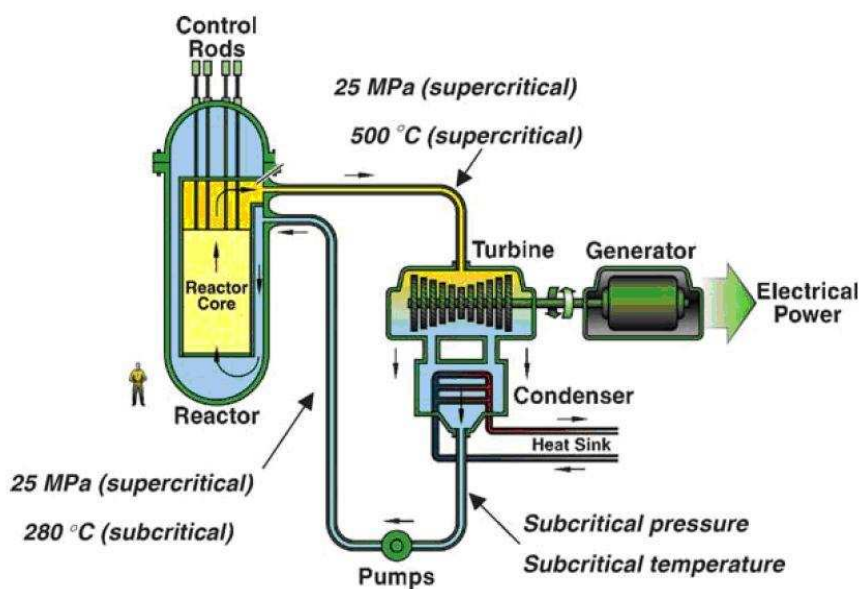 Control
Rods
25 MPa (supercritical)
500 °C (supercritical)
Turbine
Generator
Reactor
Core
Electrical
Power
Reactor
Condenser
Heat Sink
25 MPa (supercritical)
280 °C (subcritical)
Subcritical pressure
Subcritical temperature
Pumps